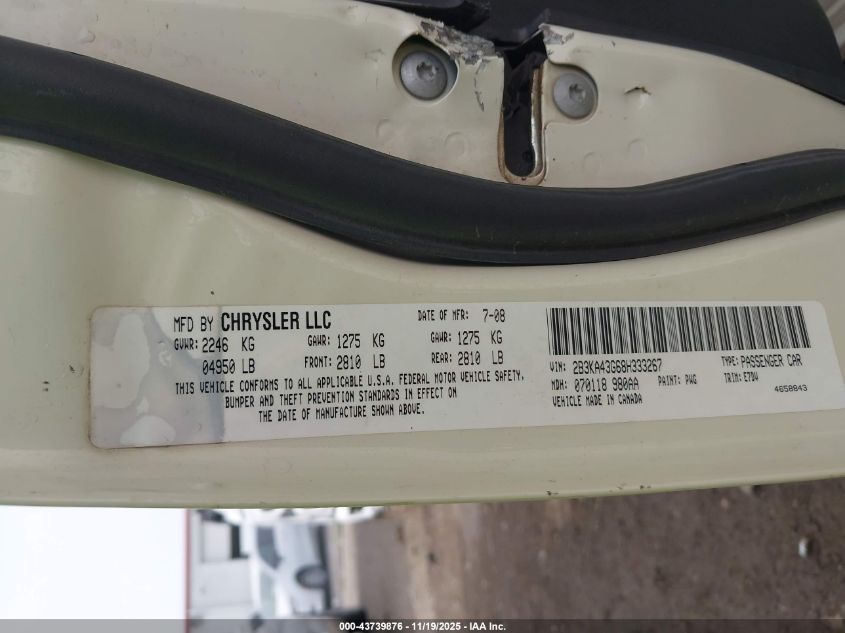 MFD BY CHRYSLER LLC DATE OF MFR: 7-08
GVWR: 2246 KG GAWR: 1275 KG GAWR: 1275 KG
04950 LB FRONT: 2810 LB REAR: 2810 LB
THIS VEHICLE CONFORMS TO ALL APPLICABLE U.S.A. FEDERAL MOTOR VEHICLE SAFETY,
BUMPER AND THEFT PREVENTION STANDARDS IN EFFECT ON
THE DATE OF MANUFACTURE SHOWN ABOVE.
VIN: 2B3KA43G68H333267 TYPE: PASSENGER CAR
MDH: 070118 980AA PAINT: PWG TRIM: E7DW
VEHICLE MADE IN CANADA 4658843
000-43739876 - 11/19/2025 - IAA Inc.